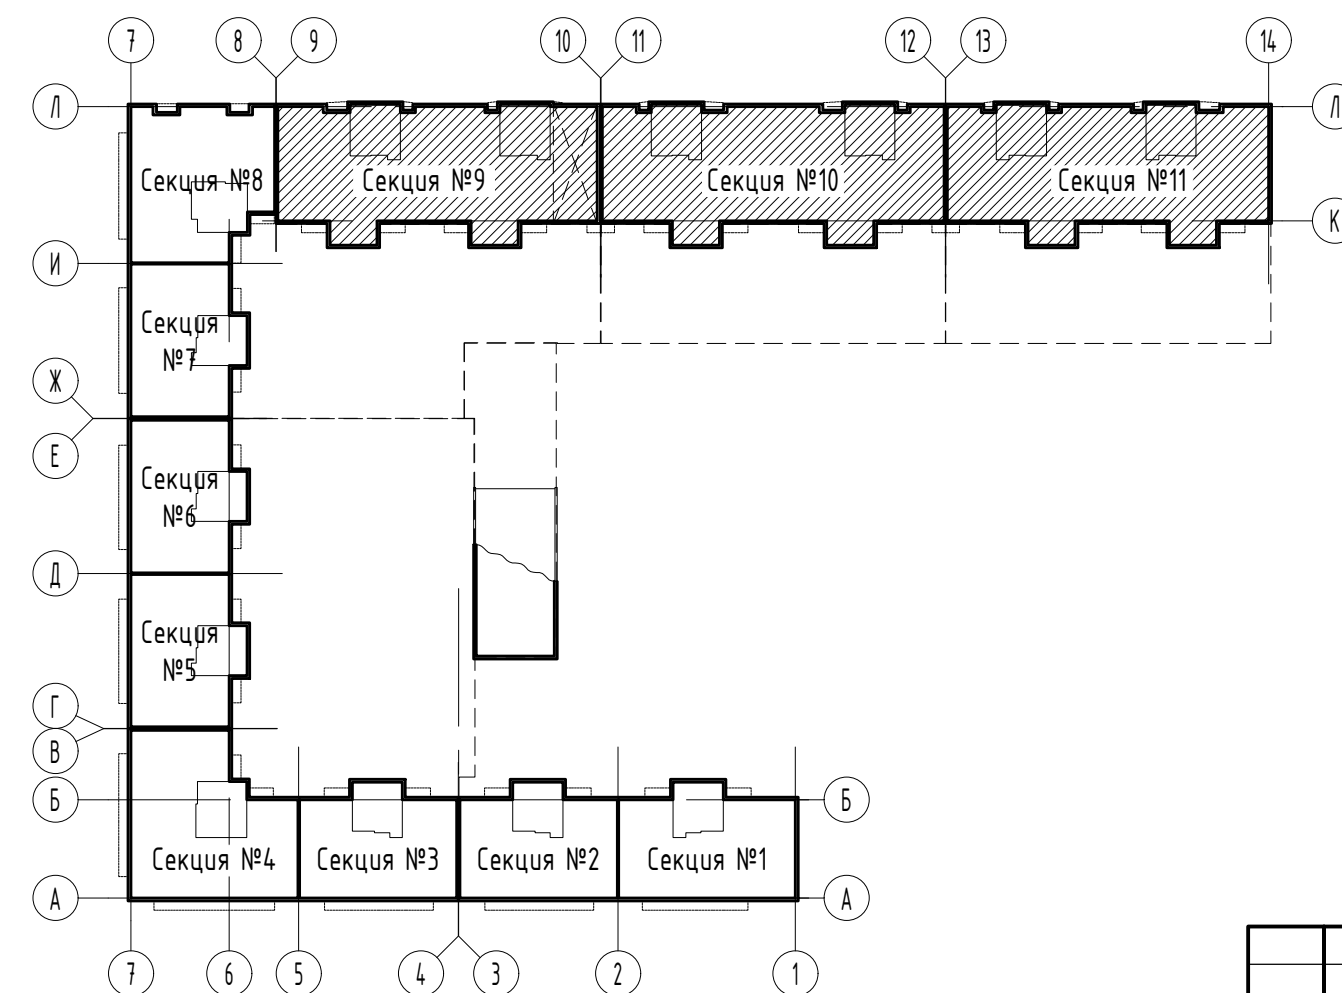 7 8 9 10 11 12 13 14
Л Л
Секция №8 Секция №9 Секция №10 Секция №11
К
И
Секция
№7
Ж
Е
Секция
№6
Д
Секция
№5
Г
В
Б Б
Секция №4 Секция №3 Секция №2 Секция №1
А А
7 6 5 4 3 2 1